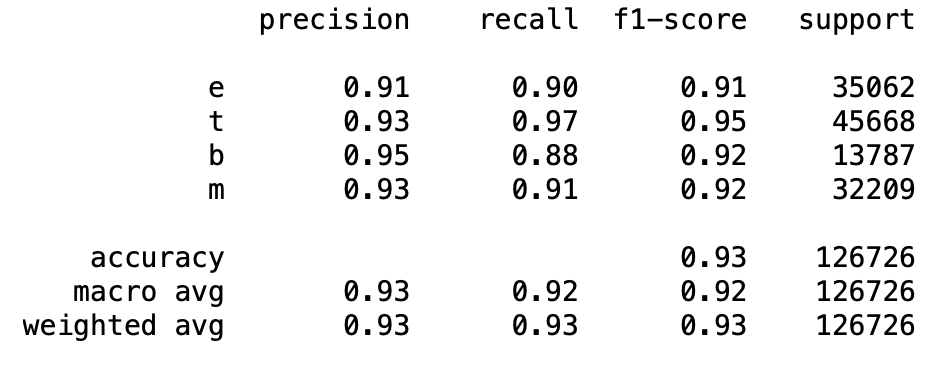 precision recall f1-score support
e 0.91 0.90 0.91 35062
t 0.93 0.97 0.95 45668
b 0.95 0.88 0.92 13787
m 0.93 0.91 0.92 32209
accuracy 0.93 126726
macro avg 0.93 0.92 0.92 126726
weighted avg 0.93 0.93 0.93 126726